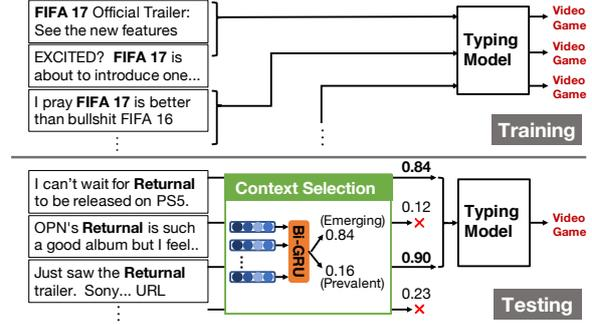 FIFA 17 Official Trailer:
See the new features
EXCITED? FIFA 17 is
about to introduce one...
I pray FIFA 17 is better
than bullshit FIFA 16
Typing
Model
Video
Game
Video
Game
Video
Game
Training
I can't wait for Returnal
to be released on PS5.
OPN's Returnal is such
a good album but I feel..
Just saw the Returnal
trailer. Sony... URL
Context Selection
Bi-GRU
(Emerging)
0.84
0.16
(Prevalent)
0.84
0.12
0.90
0.23
Typing
Model
Video
Game
Testing